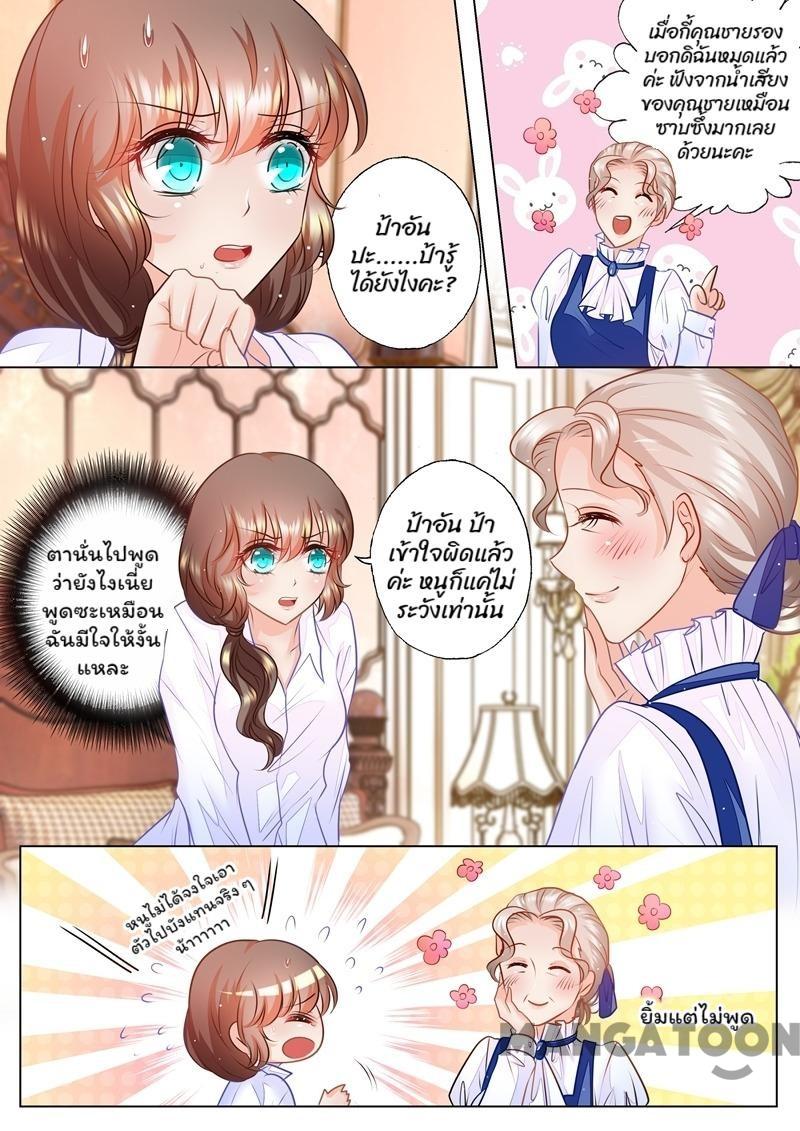 ป้าอัน
ปะ......ป้ารู้
ได้ยังไงคะ?
เมื่อกี้คุณชายรอง
บอกดิฉันหมดแล้ว
ค่ะ ฟังจากน้ำเสียง
ของคุณชายเหมือน
ซาบซึ้งมากเลย
ด้วยนะคะ
ตานั่นไปพูด
ว่ายังไงเนี่ย
พูดซะเหมือน
ฉันมีใจให้งั้น
แหละ
ป้าอัน ป้า
เข้าใจผิดแล้ว
ค่ะ หนูก็แค่ไม่
ระวังเท่านั้น
หนูไม่ได้จงใจเอา
ตัวไปบังแทนจริงๆ
น้าาาาา
ยิ้มแต่ไม่พูด
MANGATOON